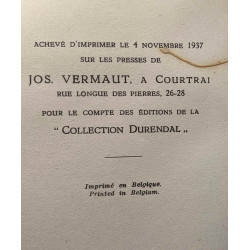 ACHEVÉ D'IMPRIMER LE 4 NOVEMBRE 1937
SUR LES PRESSES DE
JOS. VERMAUT, A COURTRAI
RUE LONGUE DES PIERRES, 26-28
POUR LE COMPTE DES ÉDITIONS DE LA
“ COLLECTION DURENDAL „
Imprimé en Belgique.
Printed in Belgium.